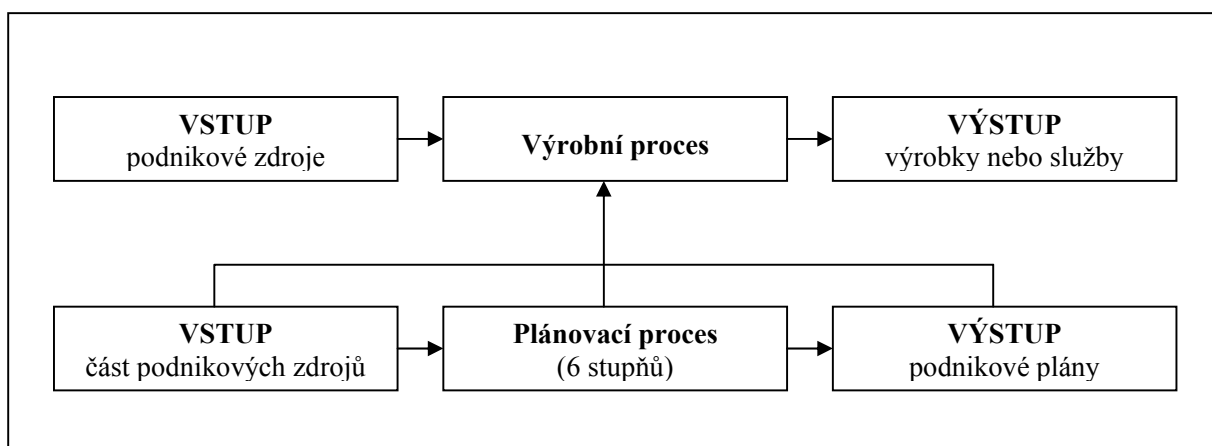 VSTUP
podnikové zdroje
Výrobní proces
VÝSTUP
výrobky nebo služby
VSTUP
část podnikových zdrojů
Plánovací proces
(6 stupňů)
VÝSTUP
podnikové plány